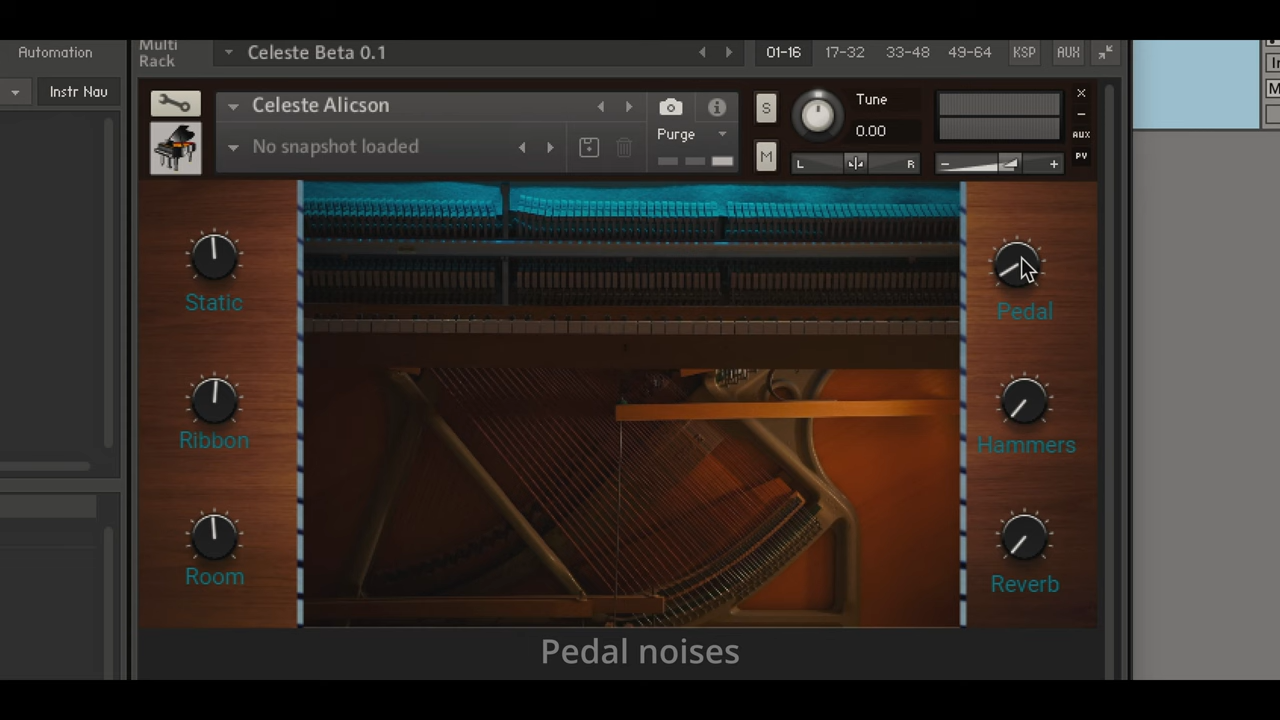 Automation
Multi
Rack
Celeste Beta 0.1
01-16 17-32 33-48 49-64 KSP AUX
Instr Nav
Celeste Alicson
S
Tune
0.00
×
−
AUX
PV
No snapshot loaded
Purge
M
L R
− +
Static
Pedal
Ribbon
Hammers
Room
Reverb
Pedal noises